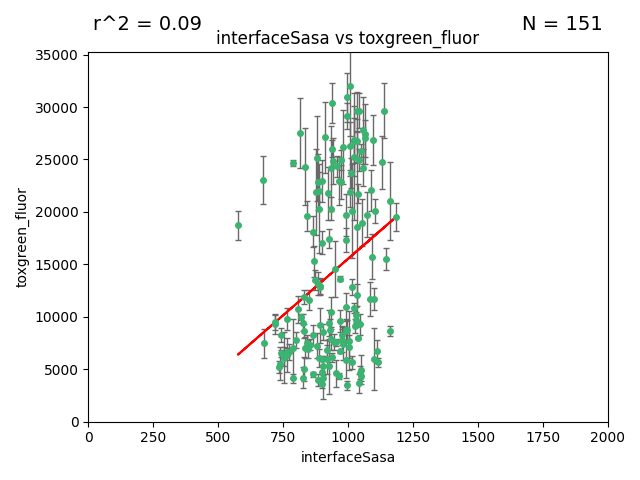 r^2 = 0.09
N = 151
interfaceSasa vs toxgreen_fluor
35000
30000
25000
20000
15000
10000
5000
0
toxgreen_fluor
0 250 500 750 1000 1250 1500 1750 2000
interfaceSasa